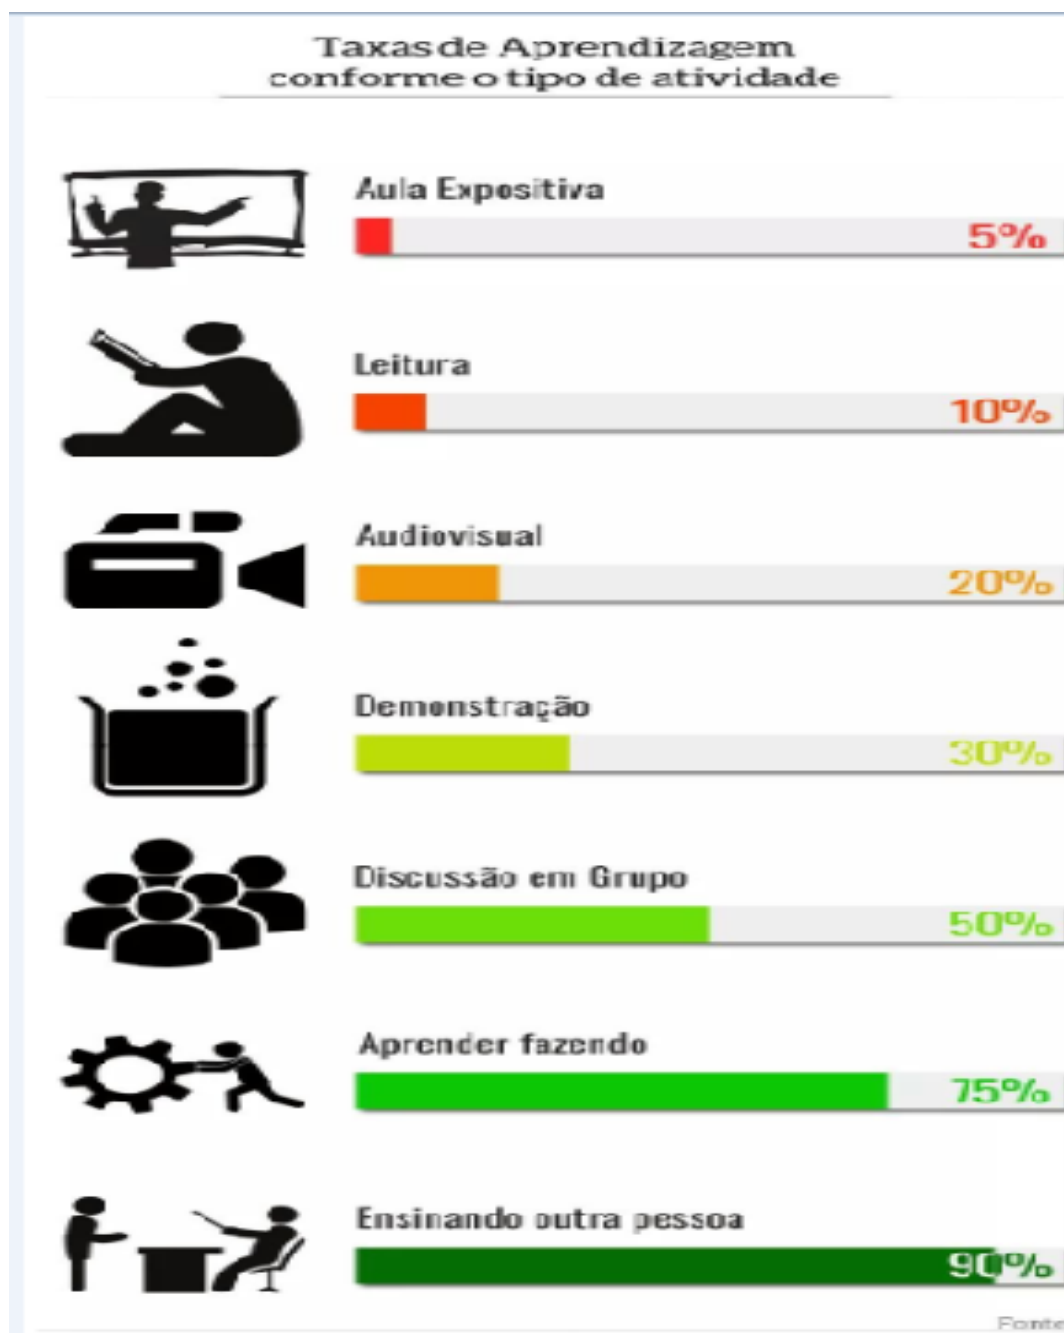 Taxas de Aprendizagem
conforme o tipo de atividade
Aula Expositiva
5%
Leitura
10%
Audiovisual
20%
Demonstração
30%
Discussão em Grupo
50%
Aprender fazendo
75%
Ensinando outra pessoa
90%
Fonte